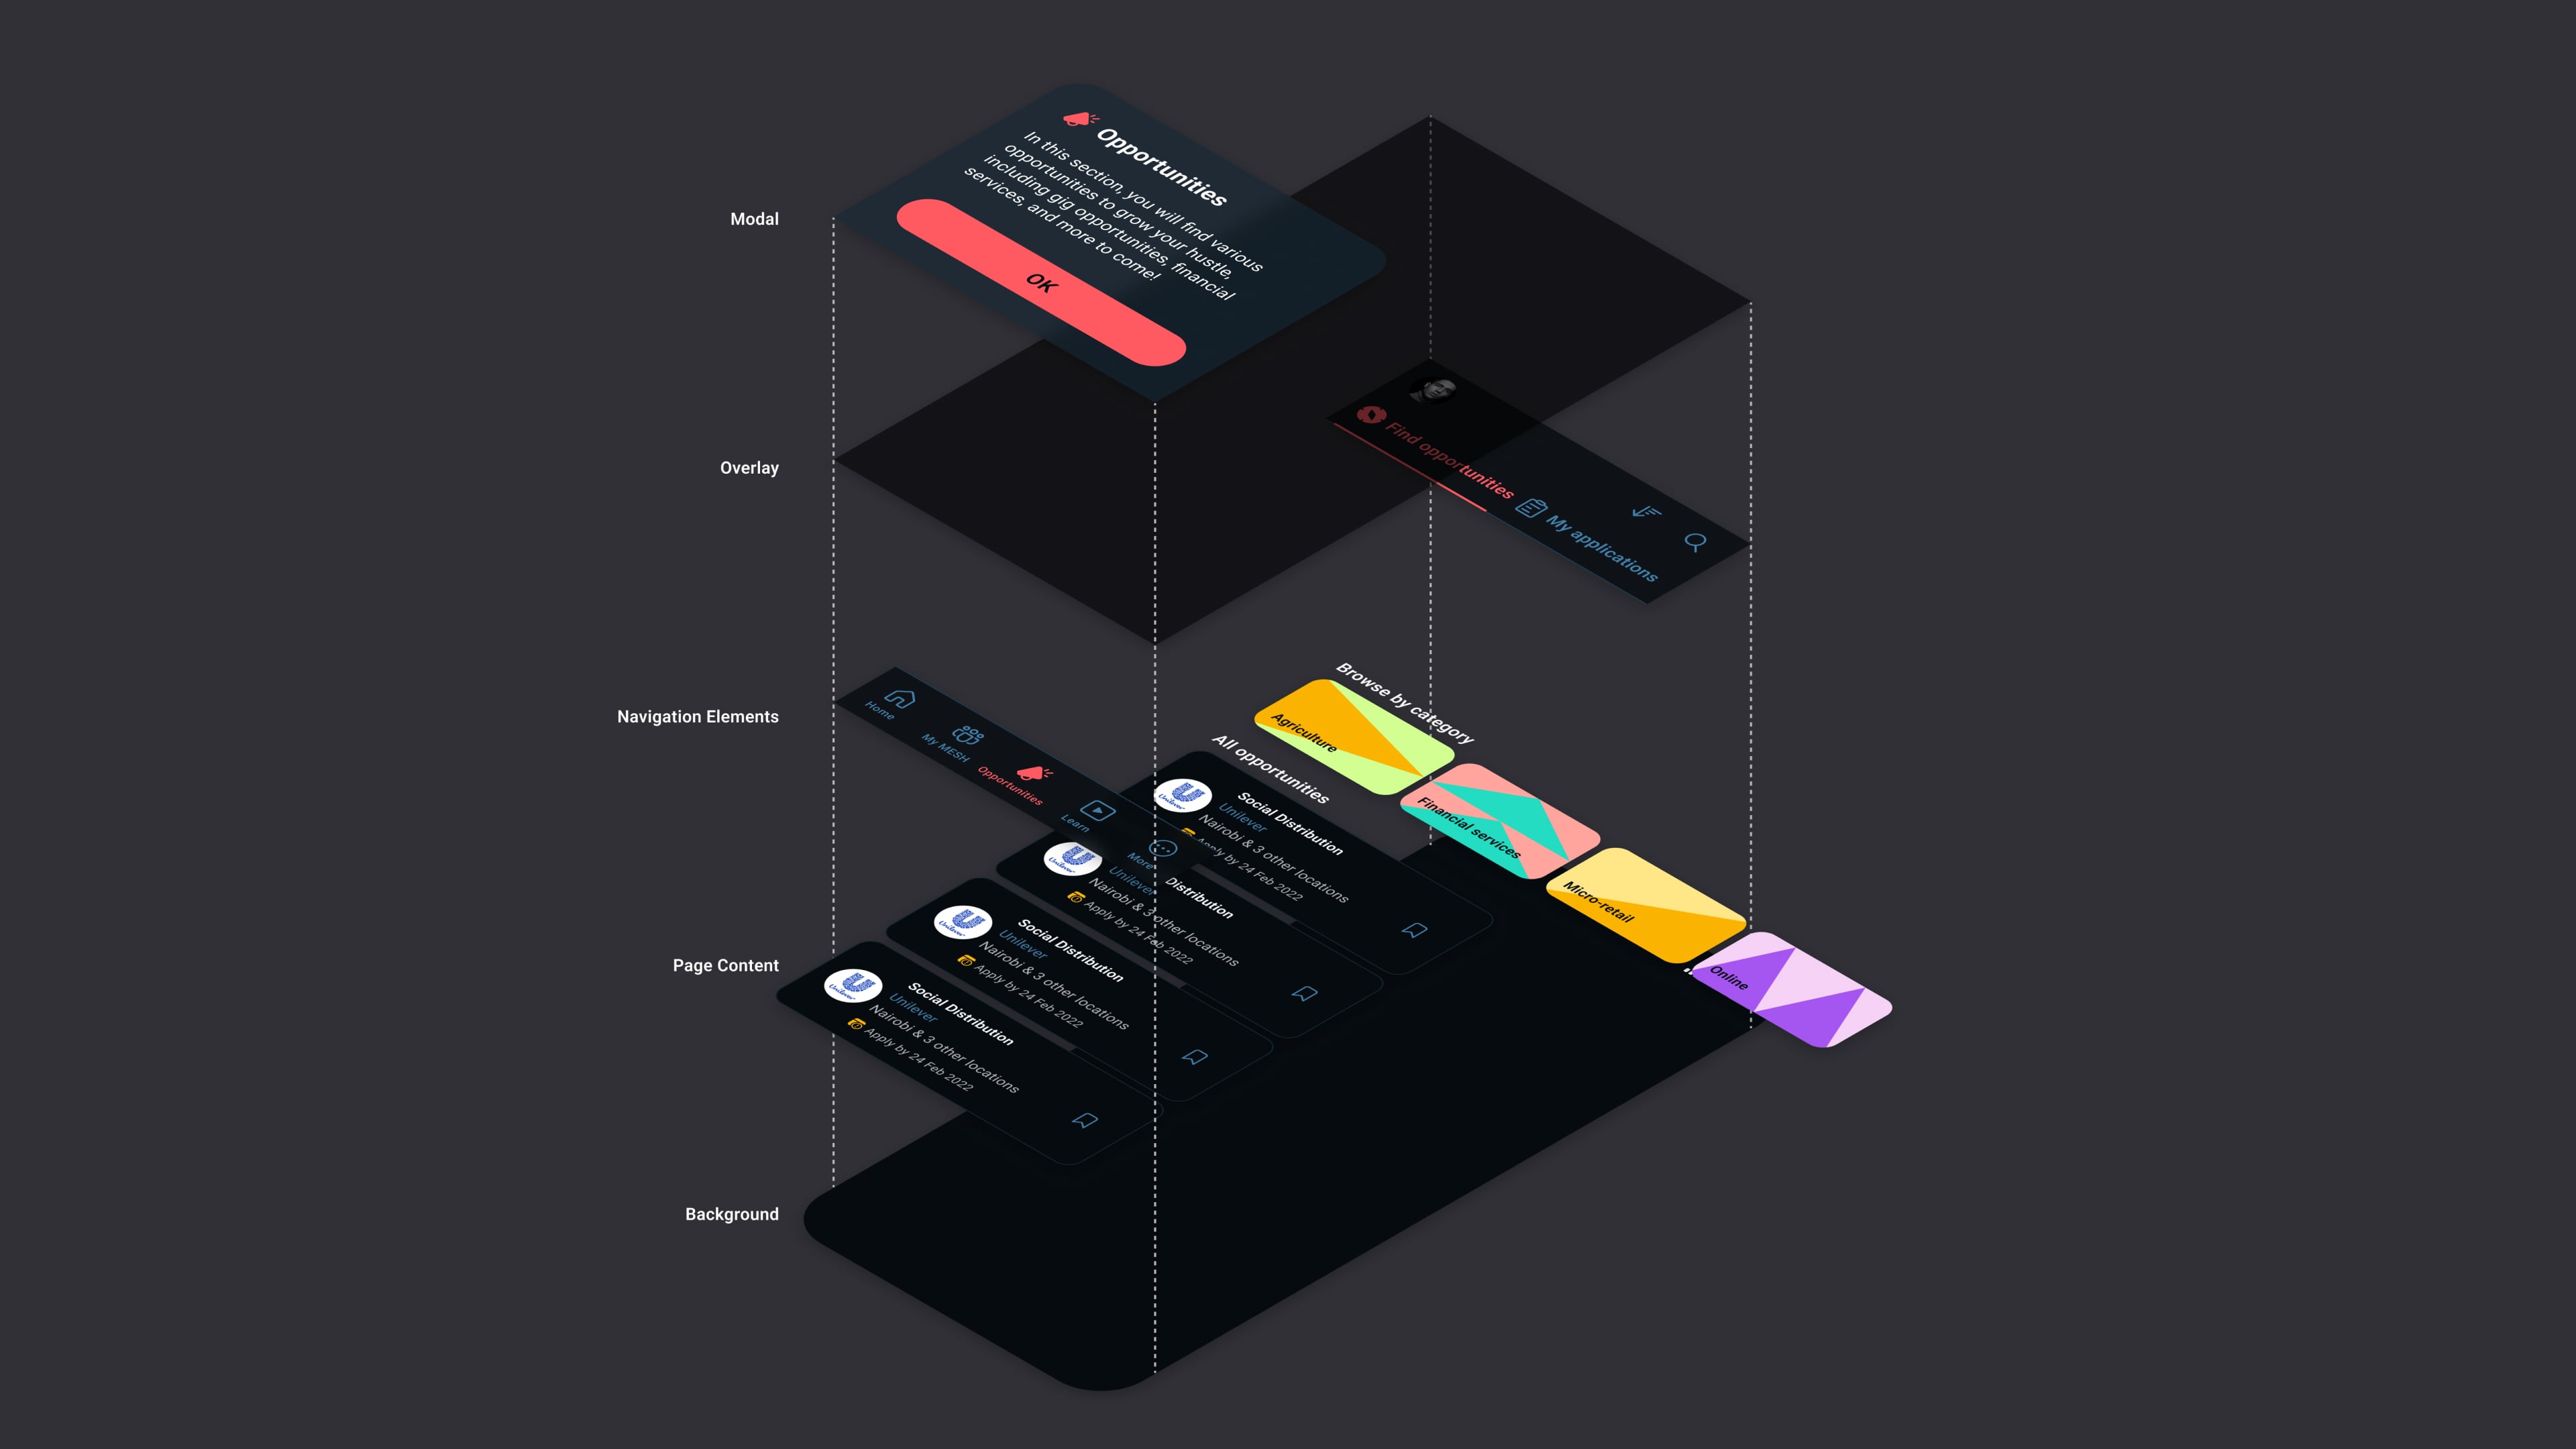 Modal
Opportunities
In this section, you will find various
opportunities to grow your hustle,
including gig opportunities, financial
services, and more to come!
OK
Overlay
Find opportunities
My applications
Navigation Elements
Home
My MESH
Opportunities
Learn
More
Page Content
Browse by category
Agriculture
Financial services
Micro-retail
Online
All opportunities
Unilever
Social Distribution
Unilever
Nairobi & 3 other locations
Apply by 24 Feb 2022
Unilever
Distribution
Unilever
Nairobi & 3 other locations
Apply by 24 Feb 2022
Unilever
Social Distribution
Unilever
Nairobi & 3 other locations
Apply by 24 Feb 2022
Unilever
Social Distribution
Unilever
Nairobi & 3 other locations
Apply by 24 Feb 2022
Background